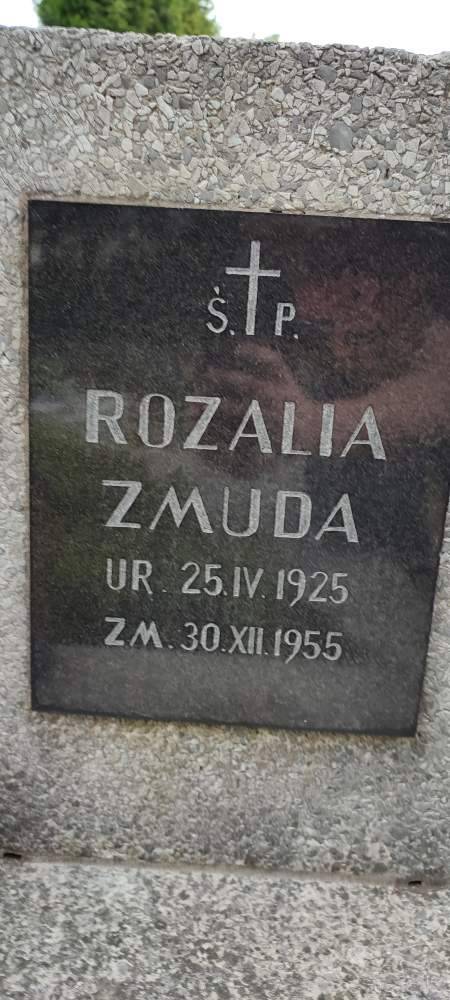 Ś. P.
ROZALIA
ZMUDA
UR. 25.IV.1925
ZM. 30.XII.1955